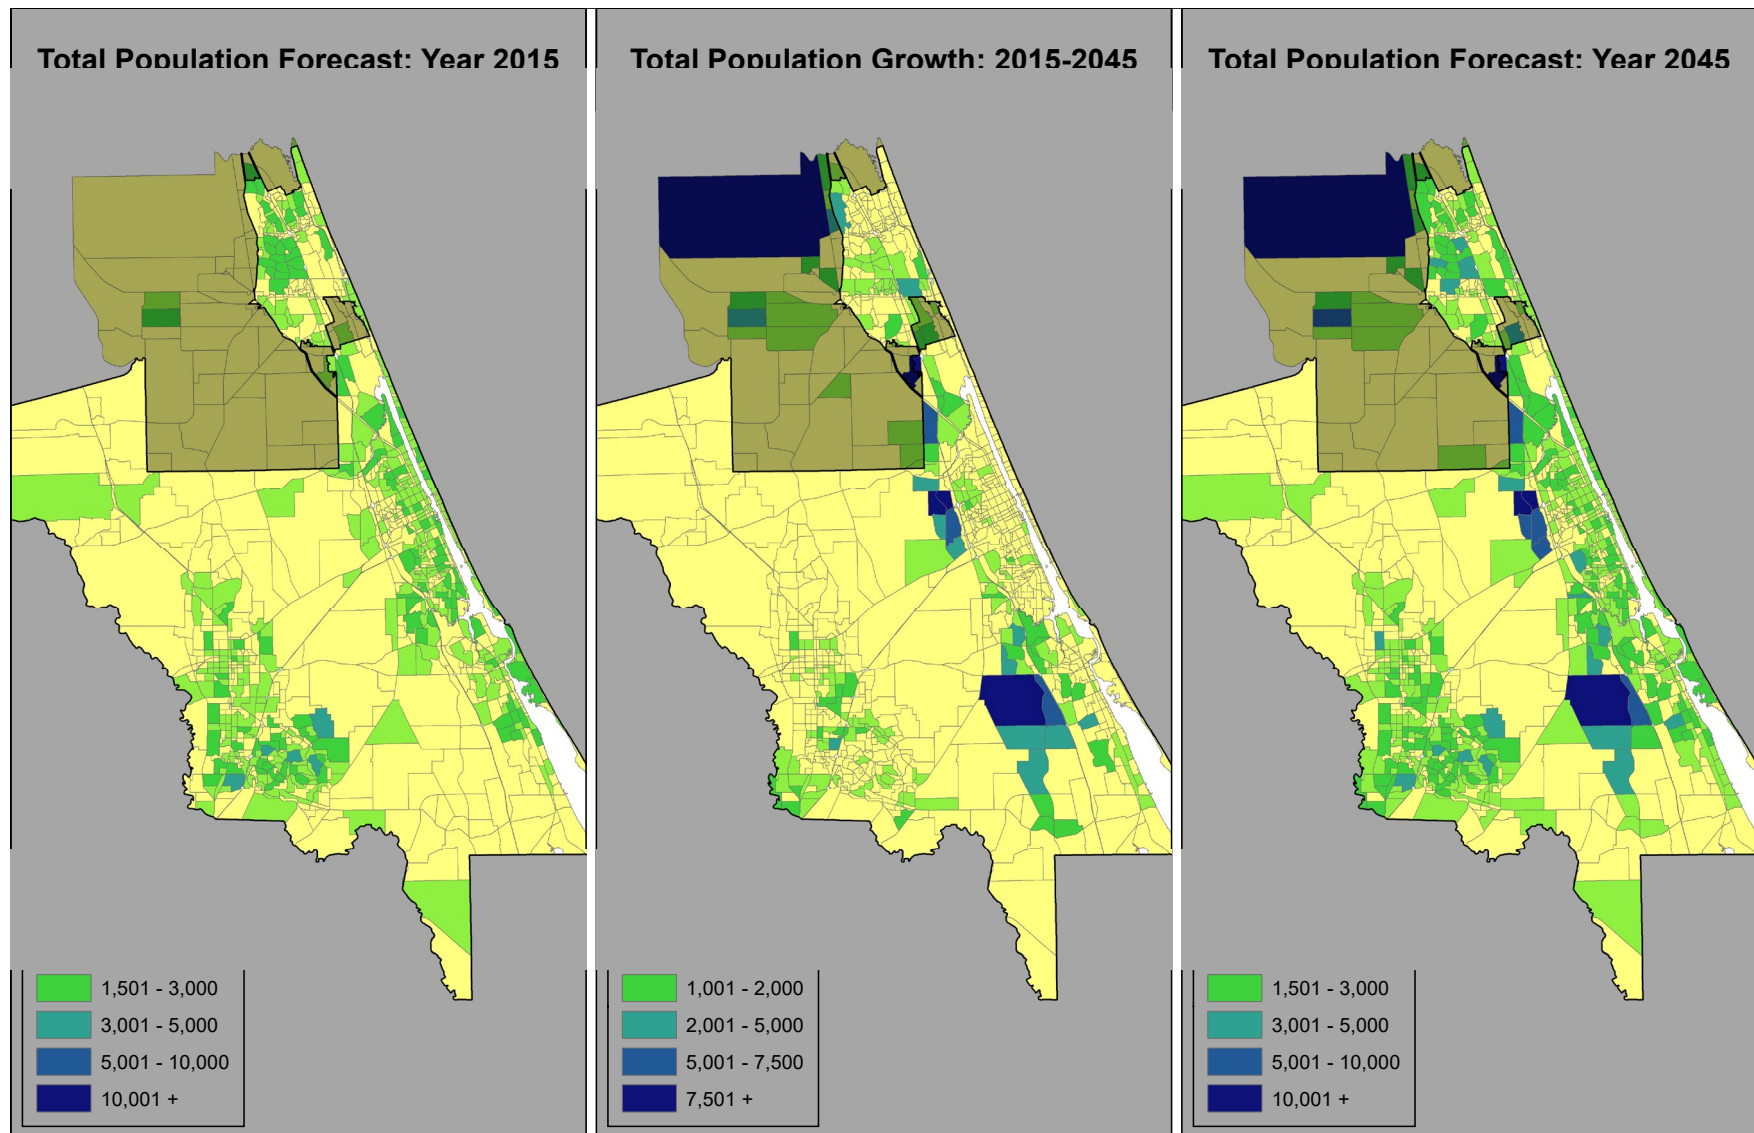 Total Population Forecast: Year 2015
Total Population Growth: 2015-2045
Total Population Forecast: Year 2045
1,501 - 3,000
3,001 - 5,000
5,001 - 10,000
10,001 +
1,001 - 2,000
2,001 - 5,000
5,001 - 7,500
7,501 +
1,501 - 3,000
3,001 - 5,000
5,001 - 10,000
10,001 +